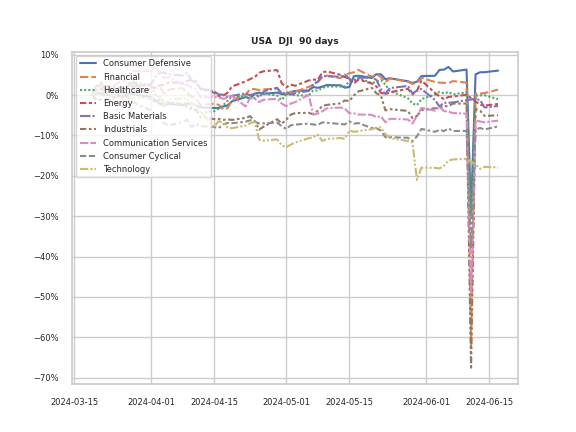 USA DJI 90 days
10%
0%
−10%
−20%
−30%
−40%
−50%
−60%
−70%
Consumer Defensive
Financial
Healthcare
Energy
Basic Materials
Industrials
Communication Services
Consumer Cyclical
Technology
2024-03-15
2024-04-01
2024-04-15
2024-05-01
2024-05-15
2024-06-01
2024-06-15